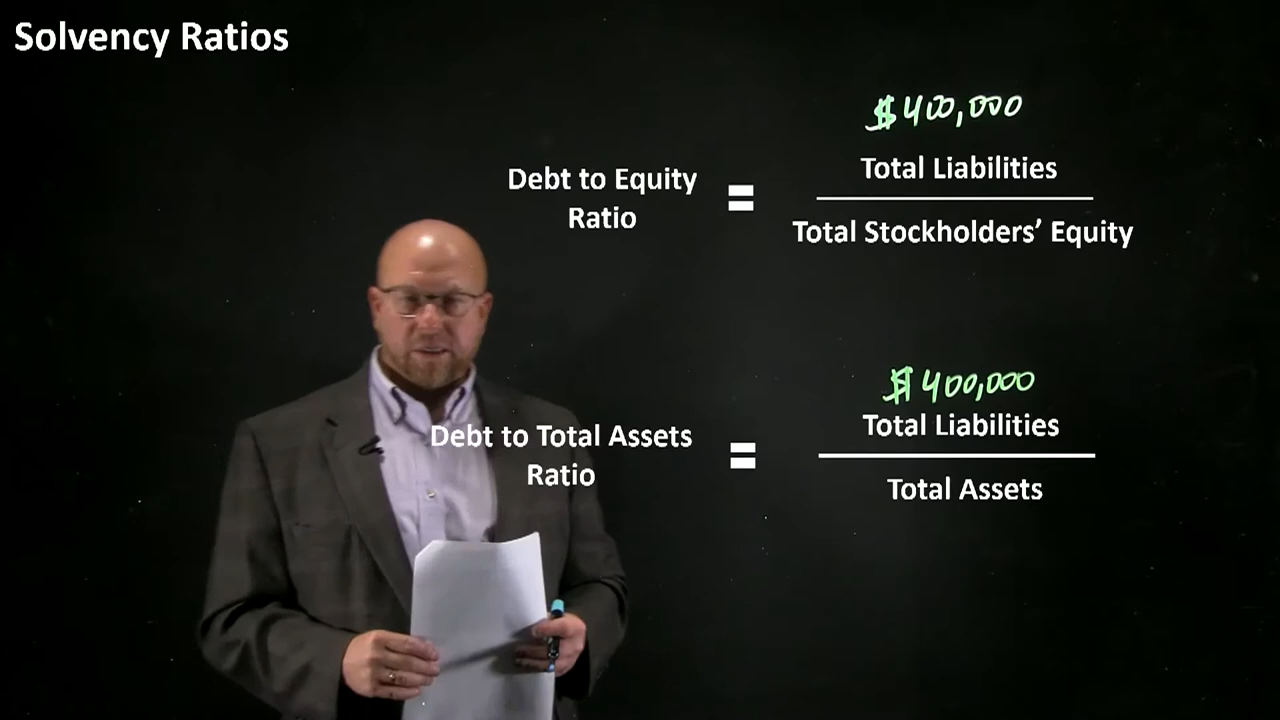 Solvency Ratios
$400,000
Debt to Equity
Ratio
=
Total Liabilities
Total Stockholders’ Equity
$400,000
Debt to Total Assets
Ratio
=
Total Liabilities
Total Assets